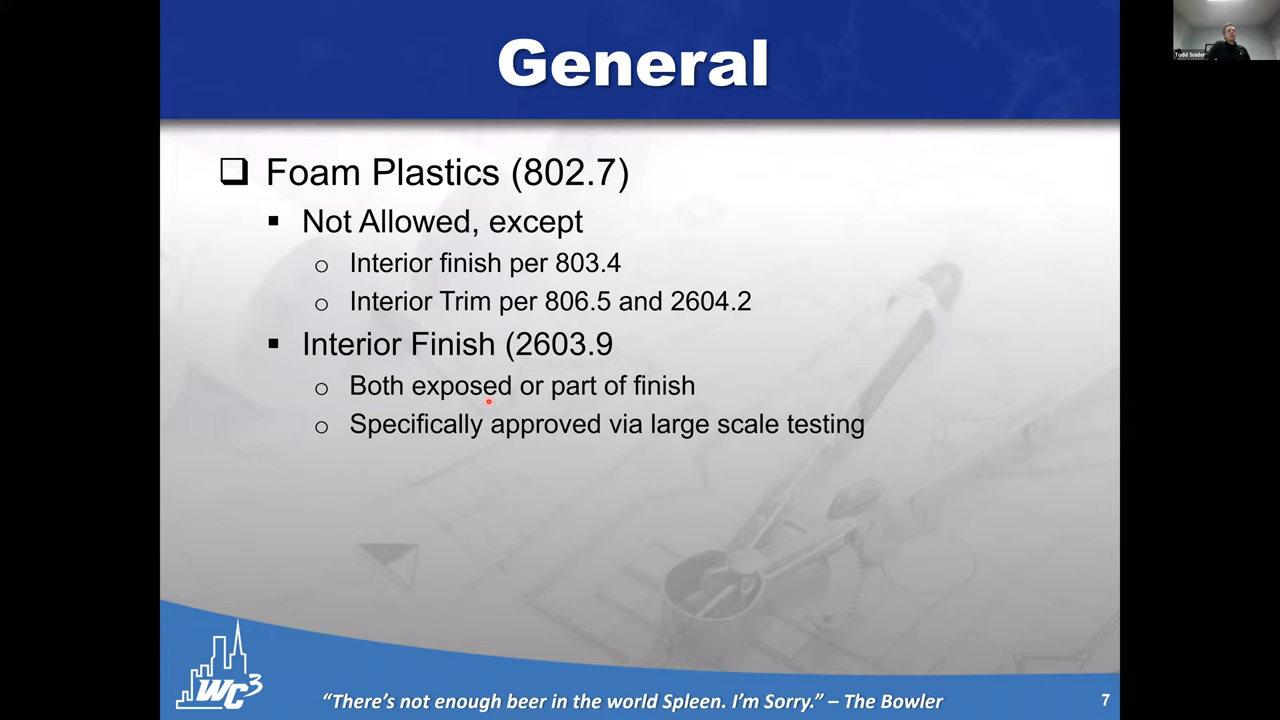 General
Todd Snider
Foam Plastics (802.7)
Not Allowed, except
Interior finish per 803.4
Interior Trim per 806.5 and 2604.2
Interior Finish (2603.9
Both exposed or part of finish
Specifically approved via large scale testing
WC3
“There’s not enough beer in the world Spleen. I’m Sorry.” – The Bowler
7